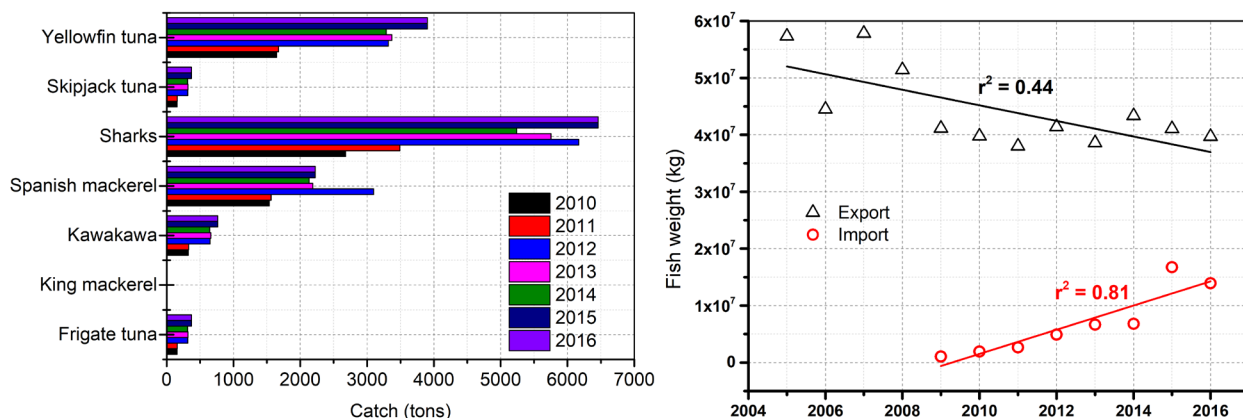 Yellowfin tuna
Skipjack tuna
Sharks
Spanish mackerel
Kawakawa
King mackerel
Frigate tuna
2010
2011
2012
2013
2014
2015
2016
0 1000 2000 3000 4000 5000 6000 7000
Catch (tons)
6x10⁷
5x10⁷
4x10⁷
3x10⁷
2x10⁷
1x10⁷
0
Fish weight (kg)
r² = 0.44
Export
Import
r² = 0.81
2004 2006 2008 2010 2012 2014 2016